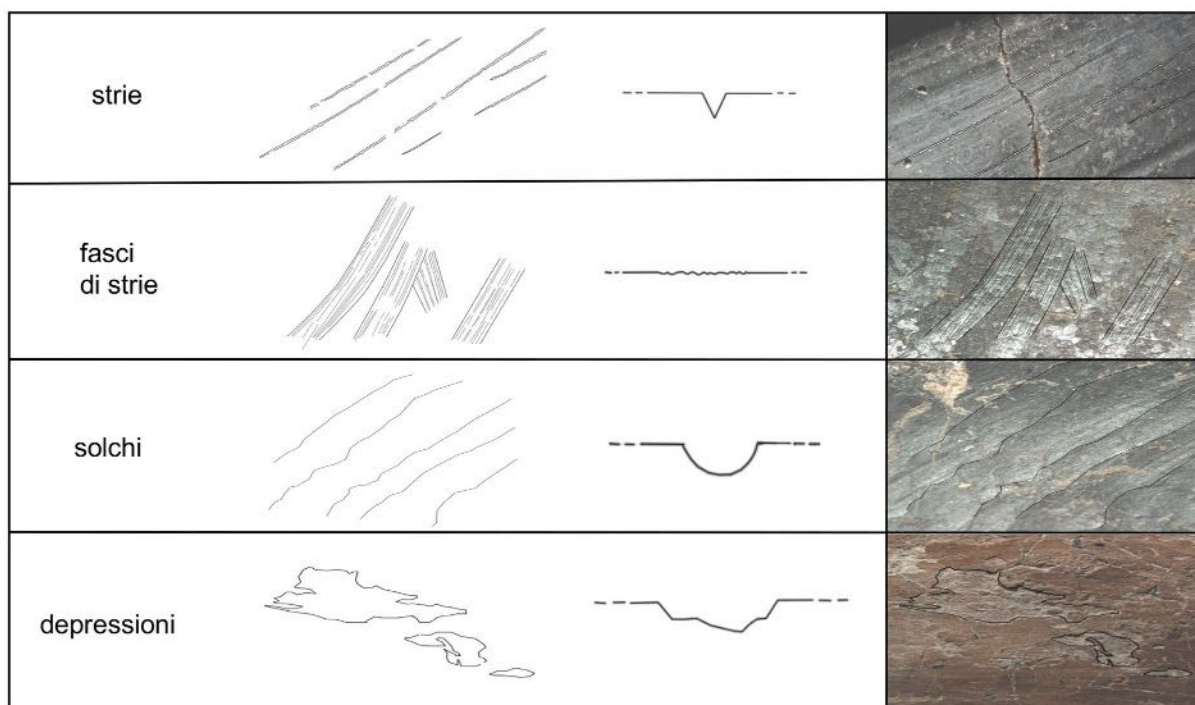 strie
fasci
di strie
solchi
depressioni